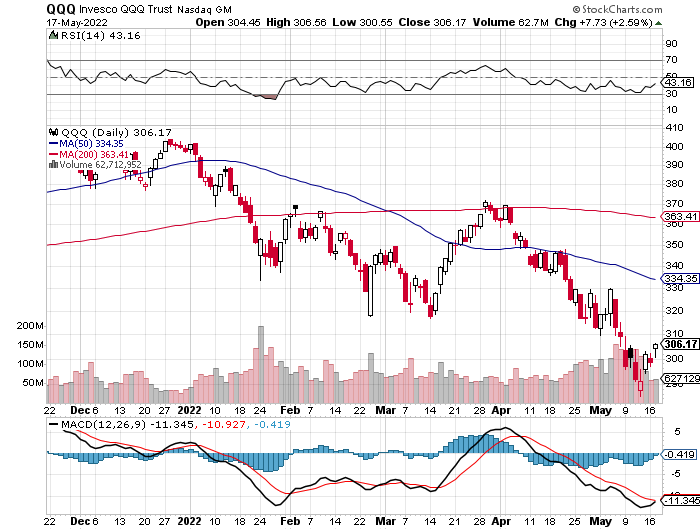 QQQ Invesco QQQ Trust Nasdaq GM © StockCharts.com
17-May-2022 Open 304.45 High 306.56 Low 300.55 Close 306.17 Volume 62.7M Chg +7.73 (+2.59%)
RSI(14) 43.16
90
70
50
43.16
30
10
QQQ (Daily) 306.17
MA(50) 334.35
MA(200) 363.41
Volume 62,712,952
410
400
390
380
370
363.41
360
350
340
334.35
330
320
310
306.17
300
627129
290
200M
150M
100M
50M
22 Dec 6 13 20 27 2022 10 18 24 Feb 7 14 22 Mar 7 14 21 28 Apr 11 18 25 May 9 16
MACD(12,26,9) -11.345, -10.927, -0.419
5
-0.419
-5
-11.345
22 Dec 6 13 20 27 2022 10 18 24 Feb 7 14 22 Mar 7 14 21 28 Apr 11 18 25 May 9 16